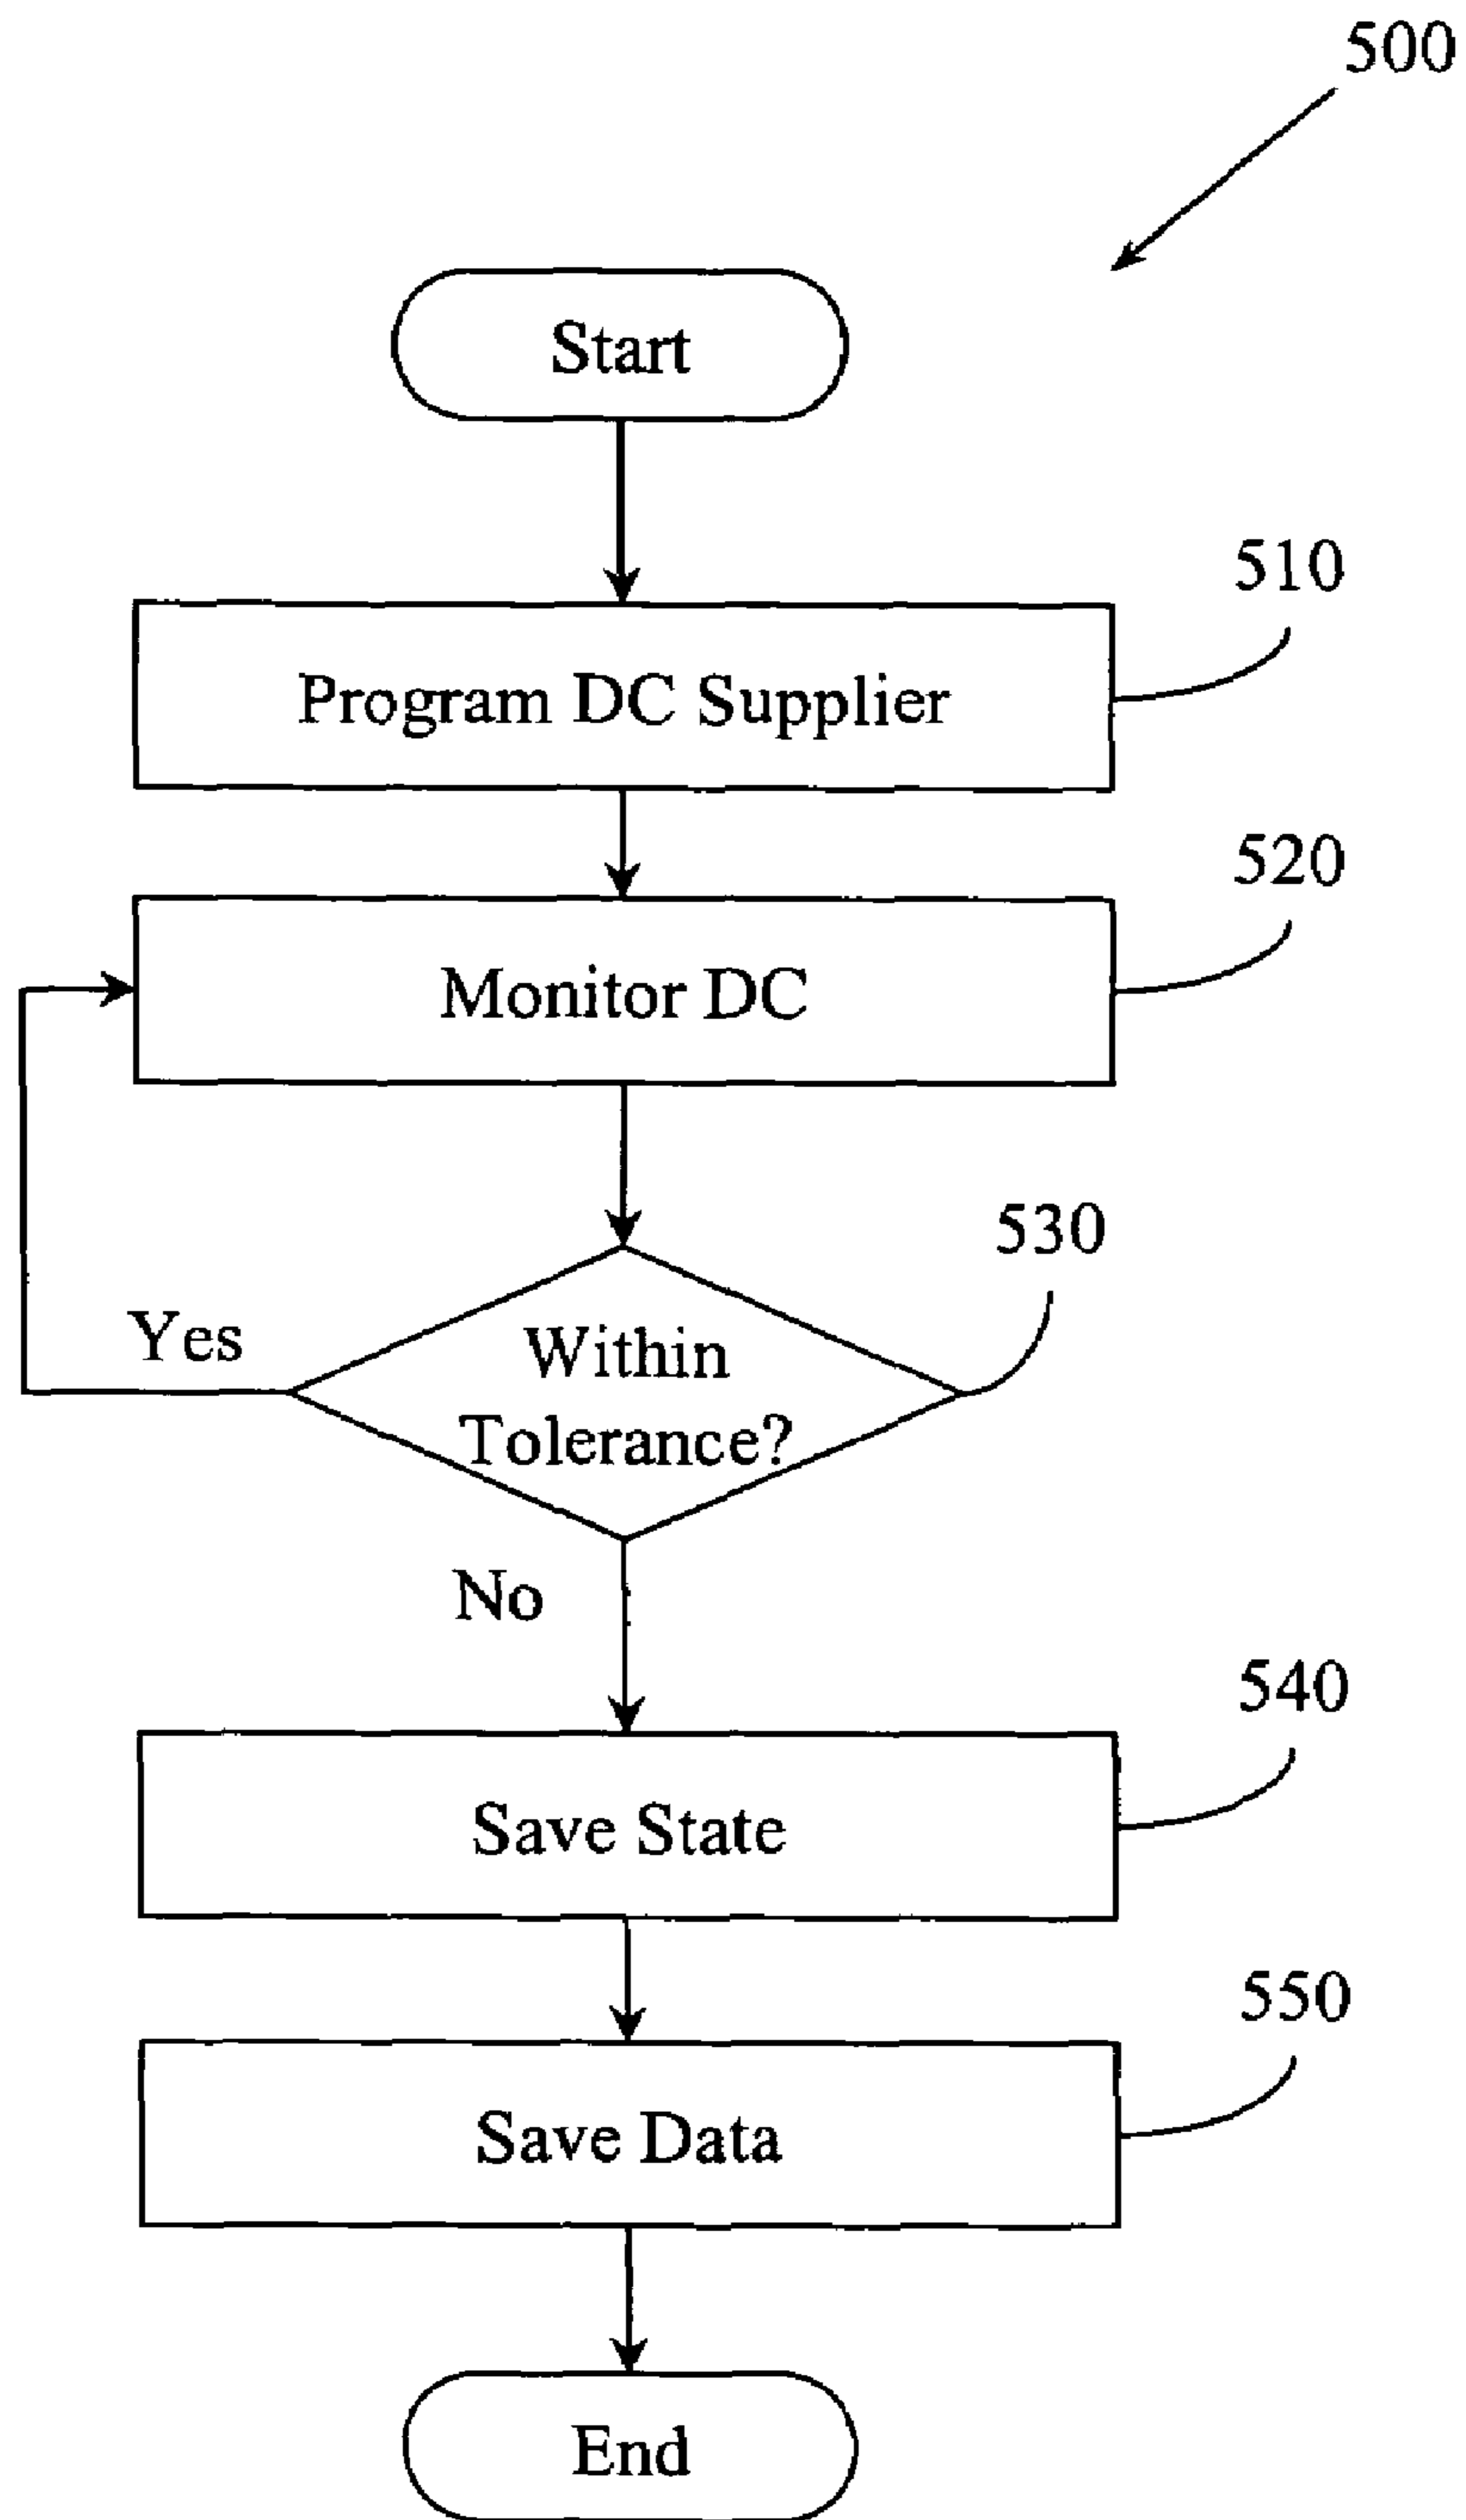 500
Start
510
Program DC Supplier
520
Monitor DC
530
Yes
Within
Tolerance?
No
540
Save State
550
Save Data
End